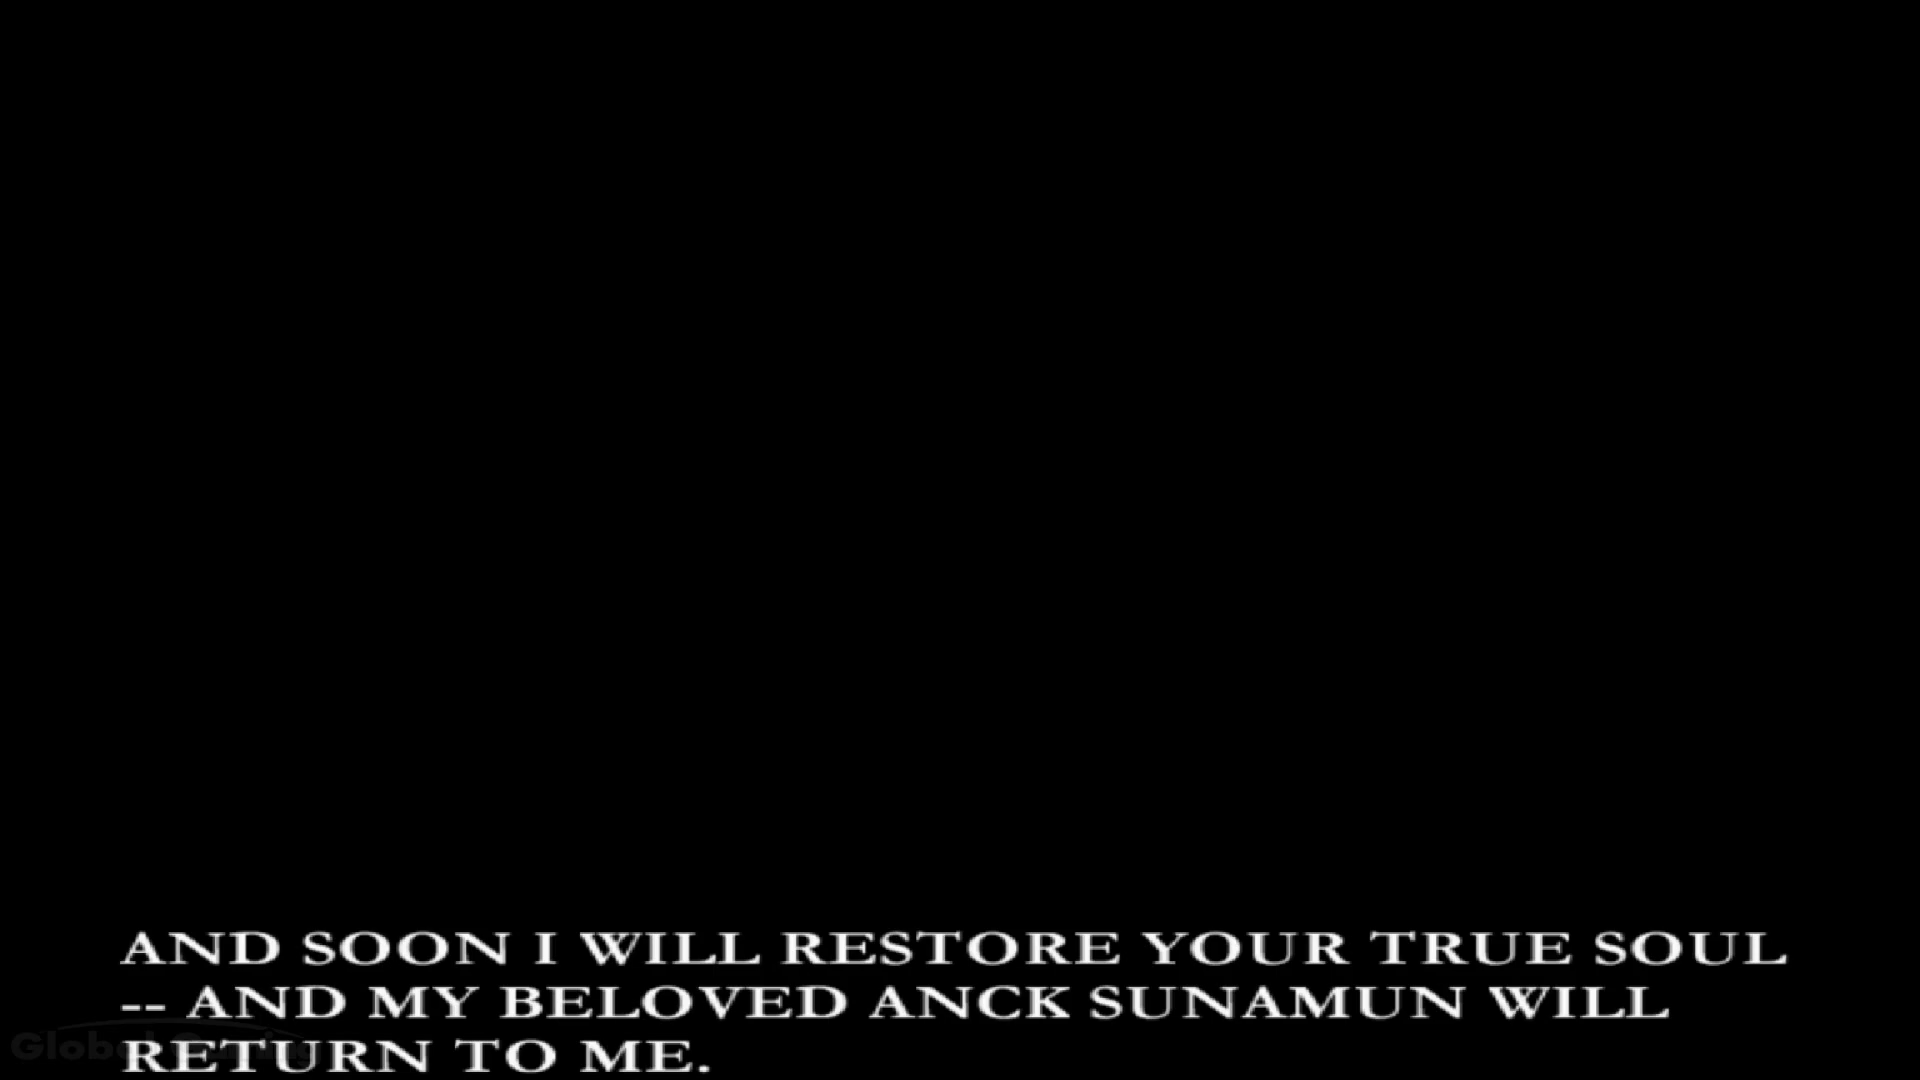 AND SOON I WILL RESTORE YOUR TRUE SOUL
-- AND MY BELOVED ANCK SUNAMUN WILL
RETURN TO ME.